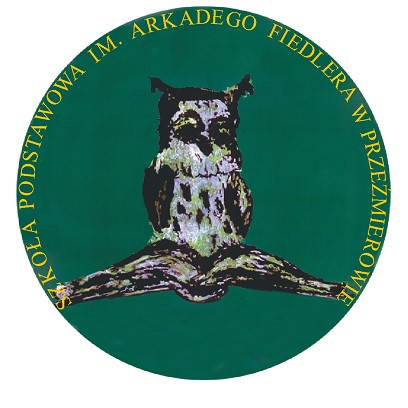 SZKOŁA PODSTAWOWA IM. ARKADEGO FIEDLERA W PRZEŹMIEROWIE